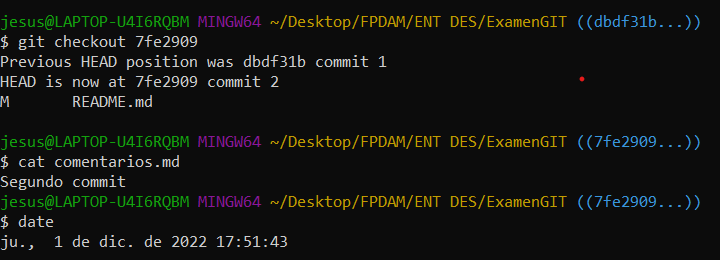 jesus@LAPTOP-U4I6RQBM MINGW64 ~/Desktop/FPDAM/ENT DES/ExamenGIT ((dbdf31b...))
$ git checkout 7fe2909
Previous HEAD position was dbdf31b commit 1
HEAD is now at 7fe2909 commit 2
M       README.md
jesus@LAPTOP-U4I6RQBM MINGW64 ~/Desktop/FPDAM/ENT DES/ExamenGIT ((7fe2909...))
$ cat comentarios.md
Segundo commit
jesus@LAPTOP-U4I6RQBM MINGW64 ~/Desktop/FPDAM/ENT DES/ExamenGIT ((7fe2909...))
$ date
ju.,  1 de dic. de 2022 17:51:43